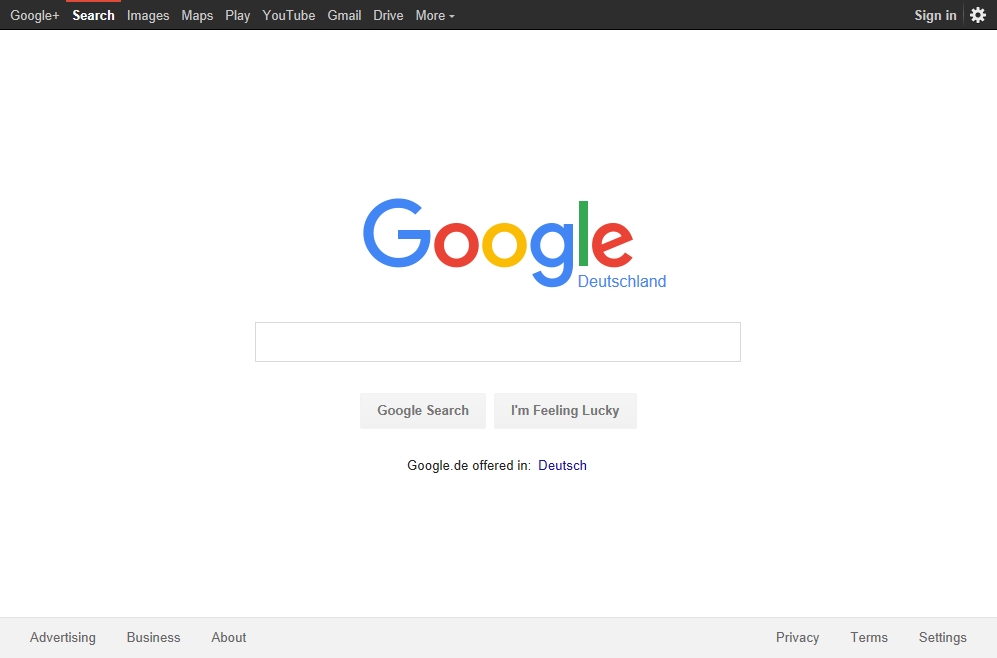 Google+ Search Images Maps Play YouTube Gmail Drive More Sign in
Google
Deutschland
Google Search I'm Feeling Lucky
Google.de offered in: Deutsch
Advertising Business About Privacy Terms Settings